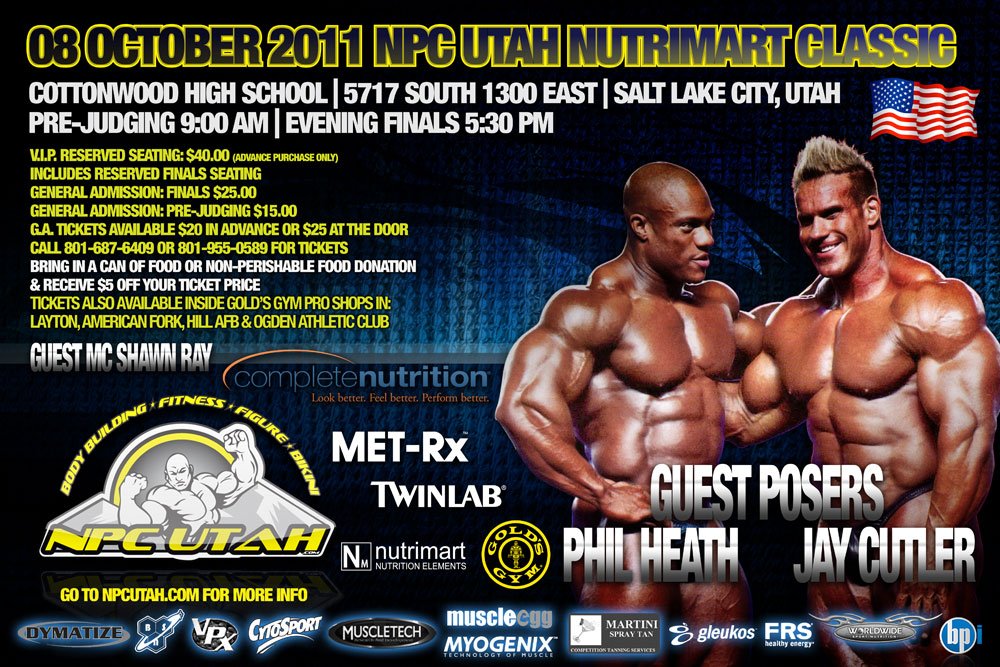 08 OCTOBER 2011 NPC UTAH NUTRIMART CLASSIC
COTTONWOOD HIGH SCHOOL | 5717 SOUTH 1300 EAST | SALT LAKE CITY, UTAH
PRE-JUDGING 9:00 AM | EVENING FINALS 5:30 PM
V.I.P. RESERVED SEATING: $40.00 (ADVANCE PURCHASE ONLY)
INCLUDES RESERVED FINALS SEATING
GENERAL ADMISSION: FINALS $25.00
GENERAL ADMISSION: PRE-JUDGING $15.00
G.A. TICKETS AVAILABLE $20 IN ADVANCE OR $25 AT THE DOOR
CALL 801-687-6409 OR 801-955-0589 FOR TICKETS
BRING IN A CAN OF FOOD OR NON-PERISHABLE FOOD DONATION
& RECEIVE $5 OFF YOUR TICKET PRICE
TICKETS ALSO AVAILABLE INSIDE GOLD'S GYM PRO SHOPS IN:
LAYTON, AMERICAN FORK, HILL AFB & OGDEN ATHLETIC CLUB
GUEST MC SHAWN RAY
completenutrition
Look better. Feel better. Perform better.
BODY BUILDING ★ FITNESS ★ FIGURE ★ BIKINI
NPC UTAH
.COM
MET-Rx™
TWINLAB®
NM nutrimart
NUTRITION ELEMENTS
GOLD'S GYM
GUEST POSERS
PHIL HEATH JAY CUTLER
GO TO NPCUTAH.COM FOR MORE INFO
DYMATIZE
BSN
VPX
CYTOSPORT
MUSCLETECH
muscleegg
MYOGENIX™
TECHNOLOGY OF MUSCLE
MARTINI
SPRAY TAN
COMPETITION TANNING SERVICES
gleukos
FRS
healthy energy
WORLDWIDE
SPORT NUTRITION
bpi